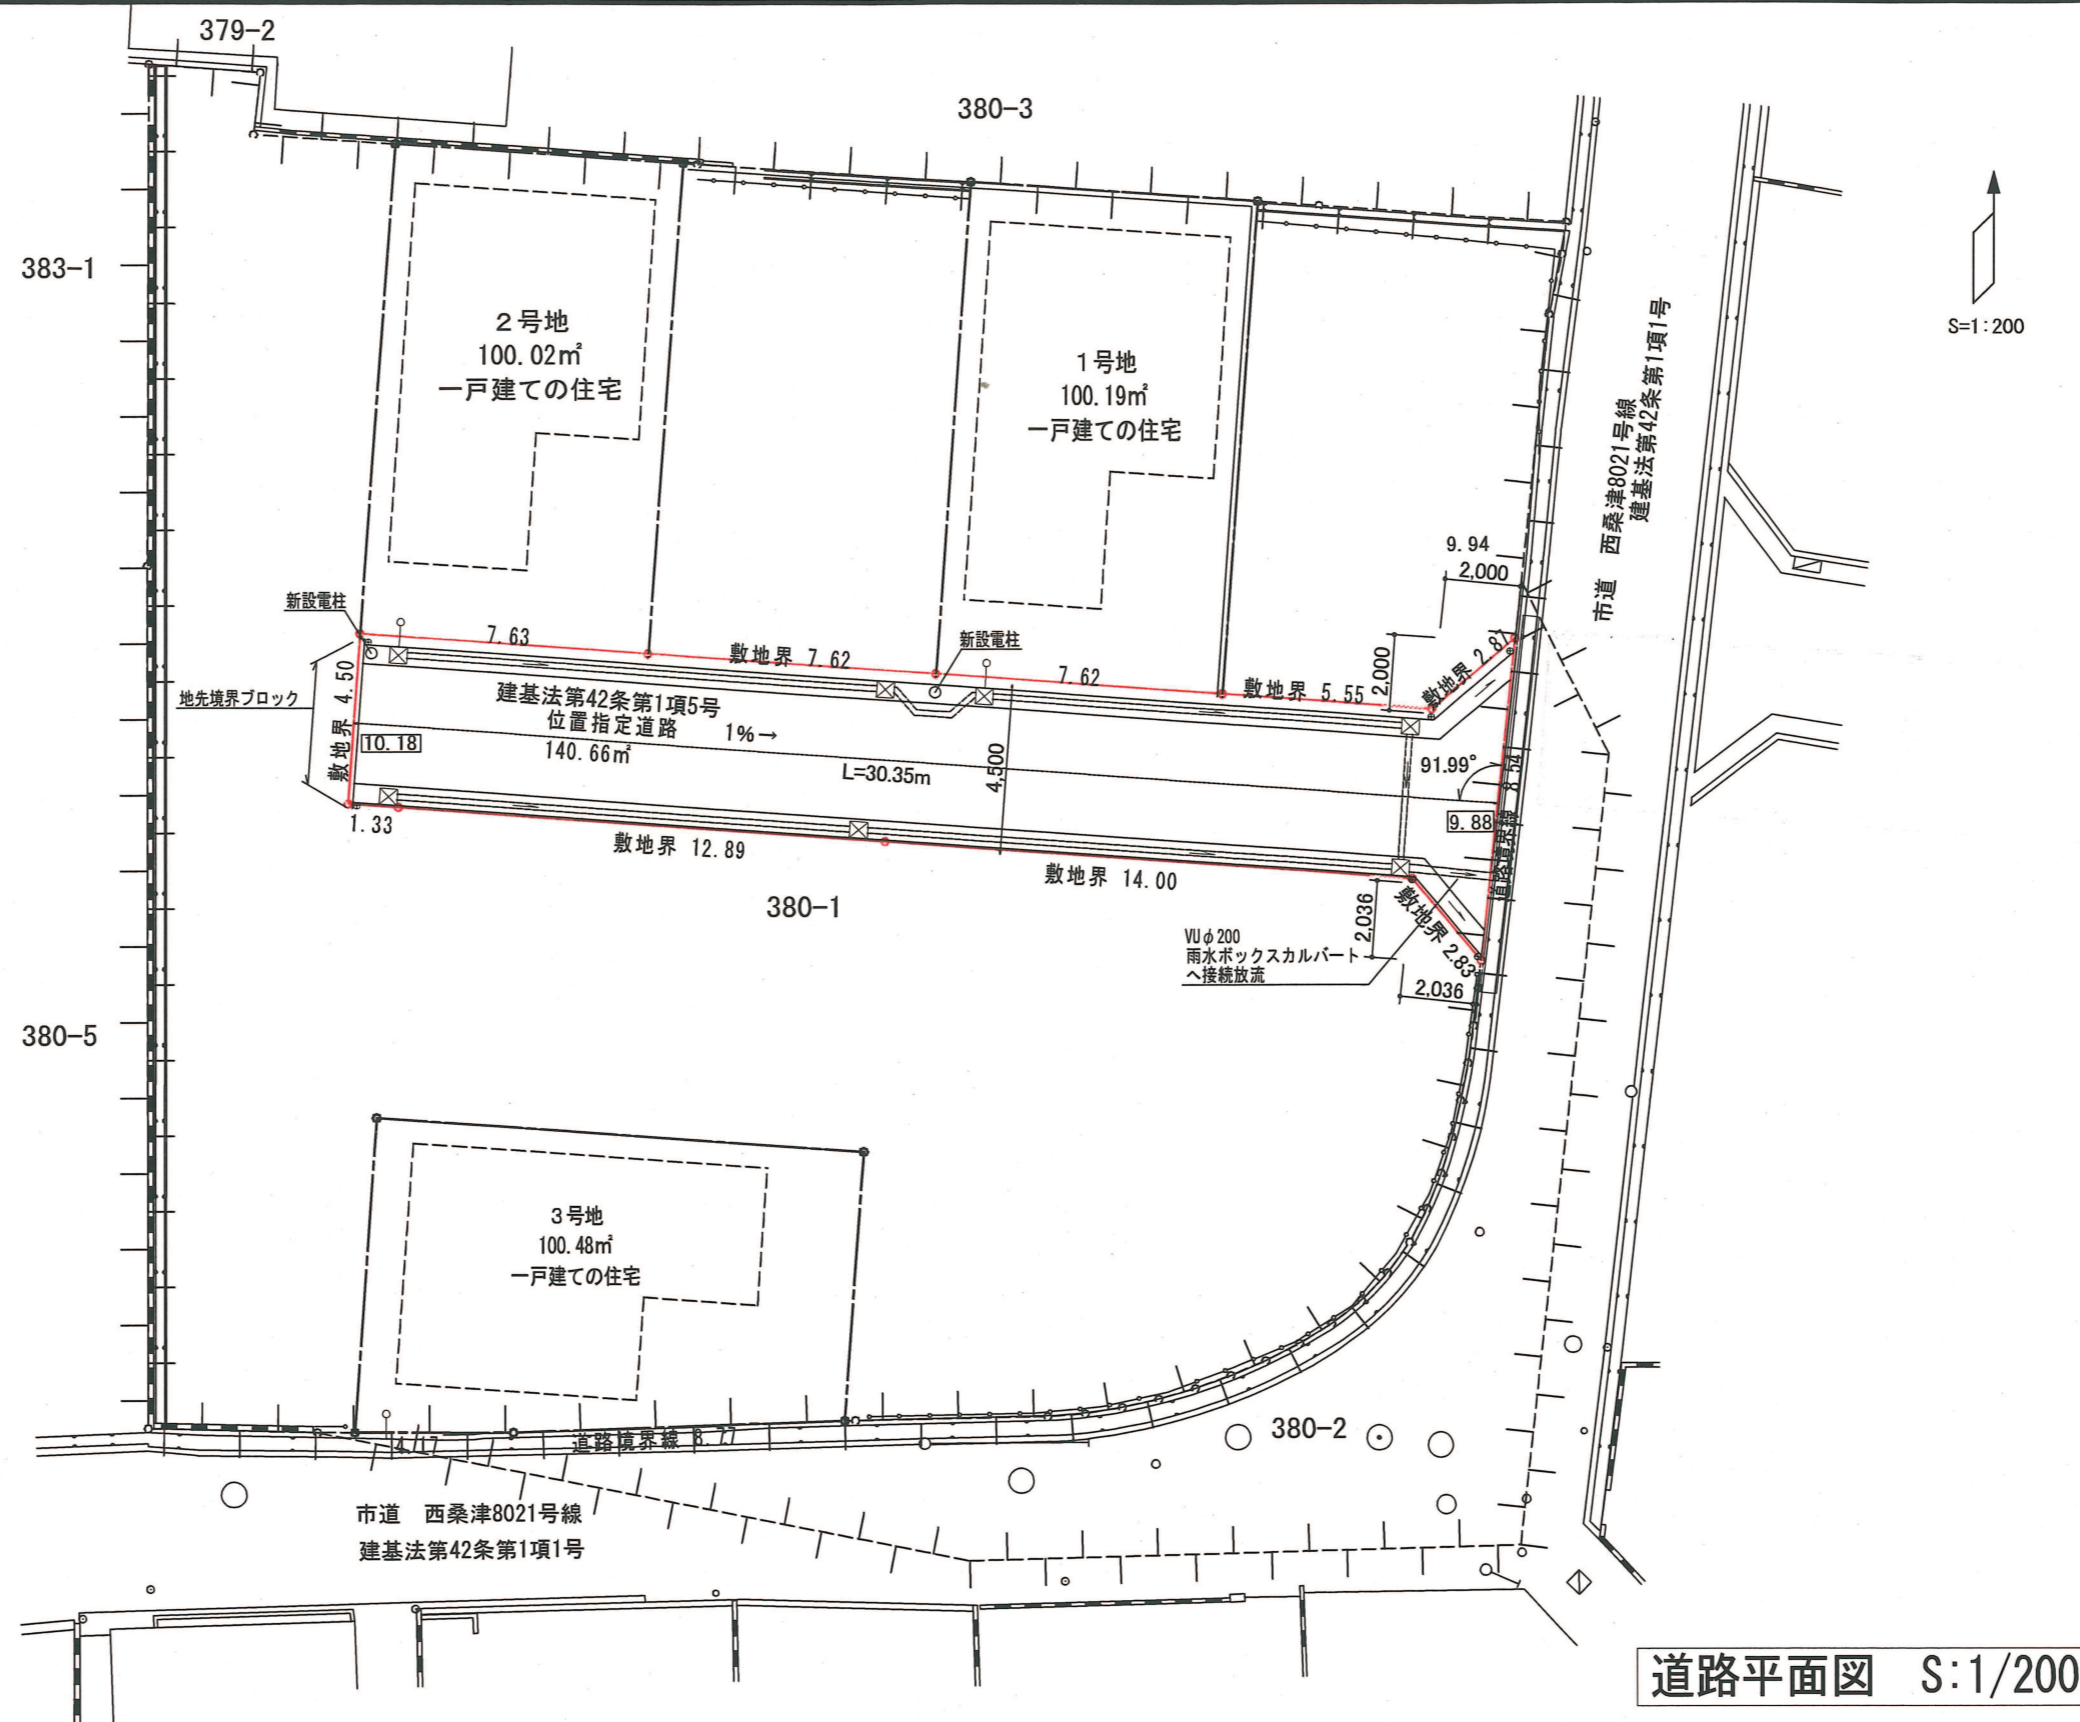 379-2
380-3
383-1
S=1:200
2号地
100.02㎡
一戸建ての住宅
1号地
100.19㎡
一戸建ての住宅
市道　西桑津8021号線
建基法第42条第1項1号
9.94
2,000
新設電柱
7.63
敷地界 7.62
新設電柱
7.62
敷地界 5.55
2,000
敷地界 2.87
地先境界ブロック
敷地界 4.50
建基法第42条第1項5号
位置指定道路
1%→
140.66㎡
10.18
L=30.35m
4,500
91.99°
8.54
9.88
道路境界線
1.33
敷地界 12.89
敷地界 14.00
380-1
2,036
敷地界 2.83
VUφ200
雨水ボックスカルバート
へ接続放流
2,036
380-5
3号地
100.48㎡
一戸建ての住宅
4.17
道路境界線 8.77
380-2
市道　西桑津8021号線
建基法第42条第1項1号
道路平面図　S:1/200